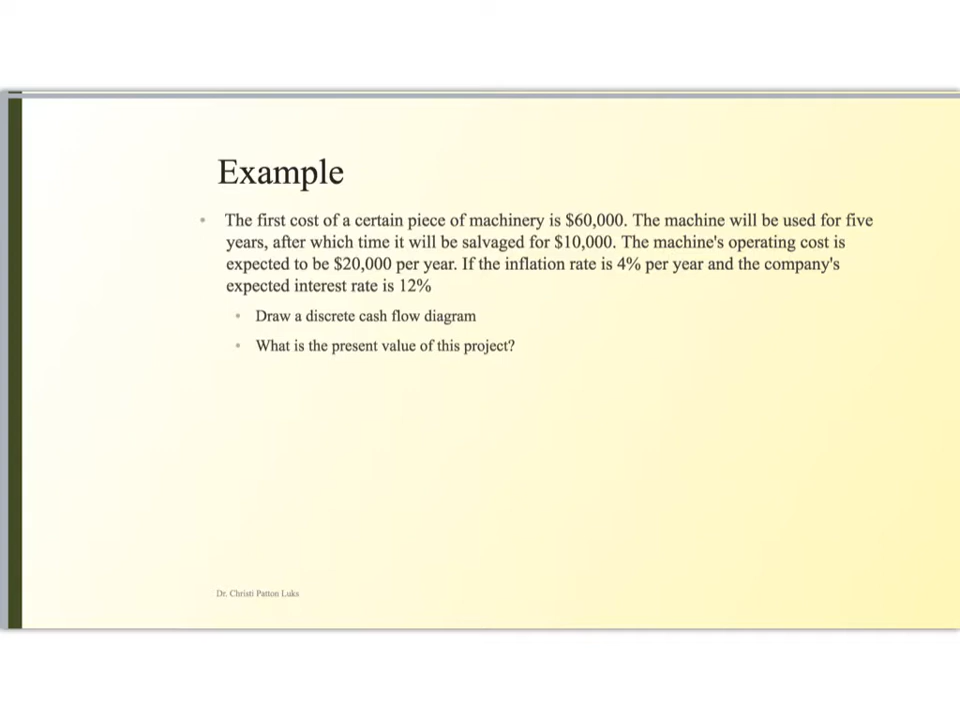 Example
The first cost of a certain piece of machinery is $60,000. The machine will be used for five
years, after which time it will be salvaged for $10,000. The machine's operating cost is
expected to be $20,000 per year. If the inflation rate is 4% per year and the company's
expected interest rate is 12%
Draw a discrete cash flow diagram
What is the present value of this project?
Dr. Christi Patton Luks